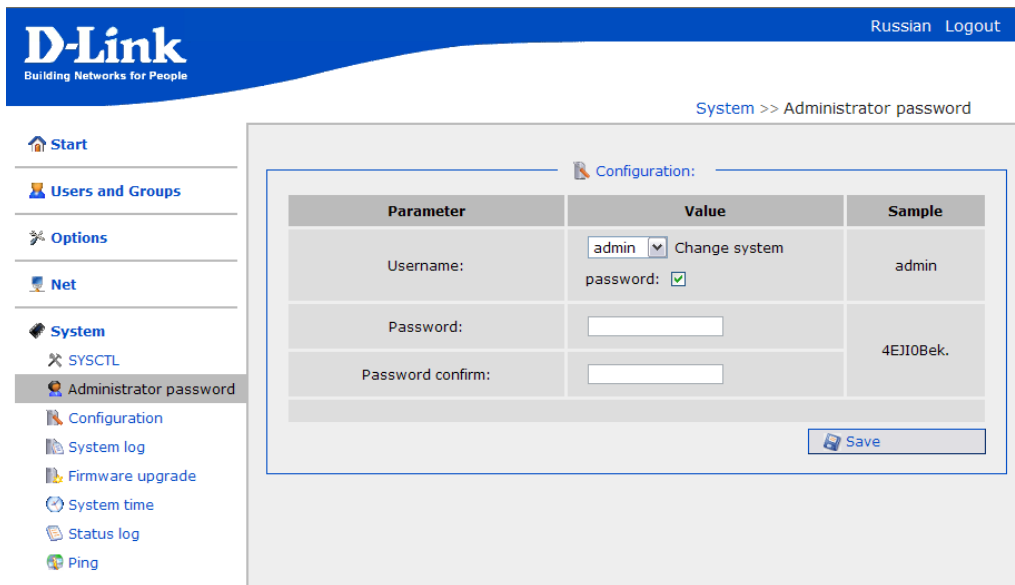 Russian Logout
D-Link
Building Networks for People
System >> Administrator password
Start
Users and Groups
Options
Net
System
SYSCTL
Administrator password
Configuration
System log
Firmware upgrade
System time
Status log
Ping
Configuration:
Parameter Value Sample
Username: admin Change system password: admin
Password: 4EJI0Bek.
Password confirm:
Save